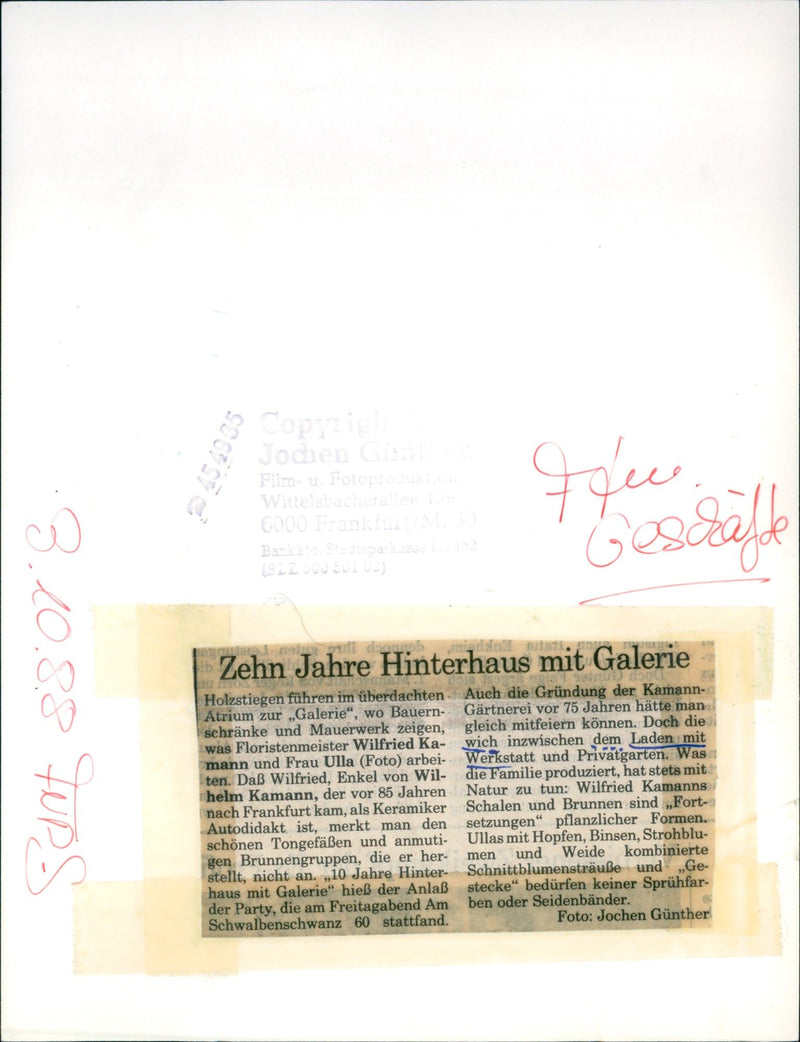 454935
Copyright
Jochen Günther
Film- u. Fotoproduktion
Wittelsbacherallee
6000 Frankfurt/M.
Bankkto. Stadtsparkasse
(BLZ 500 501 02)
Geschäfte
3.10.88
Zehn Jahre Hinterhaus mit Galerie
Holzstiegen führen im überdachten
Atrium zur „Galerie“, wo Bauern-
schränke und Mauerwerk zeigen,
was Floristenmeister Wilfried Ka-
mann und Frau Ulla (Foto) arbei-
ten. Daß Wilfried, Enkel von Wil-
helm Kamann, der vor 85 Jahren
nach Frankfurt kam, als Keramiker
Autodidakt ist, merkt man den
schönen Tongefäßen und anmuti-
gen Brunnengruppen, die er her-
stellt, nicht an. „10 Jahre Hinter-
haus mit Galerie“ hieß der Anlaß
der Party, die am Freitagabend Am
Schwalbenschwanz 60 stattfand.
Auch die Gründung der Kamann-
Gärtnerei vor 75 Jahren hätte man
gleich mitfeiern können. Doch die
wich inzwischen dem Laden mit
Werkstatt und Privatgarten. Was
die Familie produziert, hat stets mit
Natur zu tun: Wilfried Kamanns
Schalen und Brunnen sind „Fort-
setzungen“ pflanzlicher Formen.
Ullas mit Hopfen, Binsen, Strohblu-
men und Weide kombinierte
Schnittblumensträuße und „Ge-
stecke“ bedürfen keiner Sprühfar-
ben oder Seidenbänder.
Foto: Jochen Günther